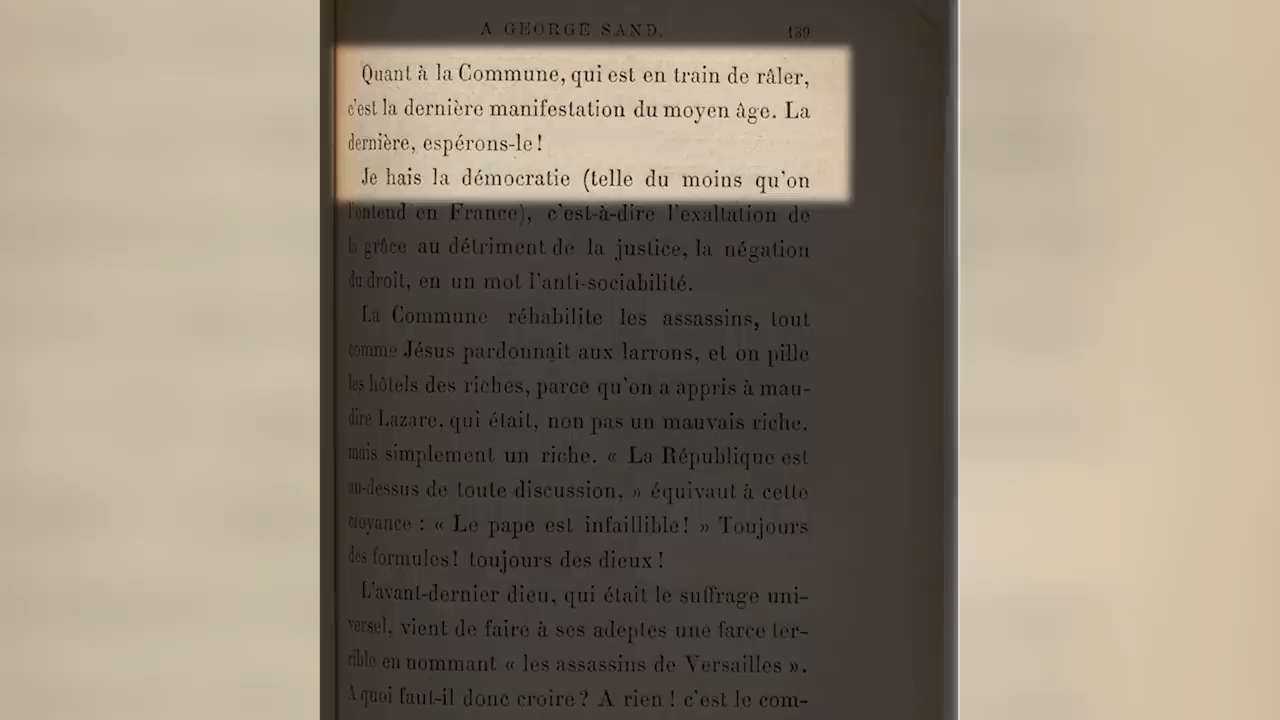 A GEORGE SAND. 139
Quant à la Commune, qui est en train de râler,
c'est la dernière manifestation du moyen âge. La
dernière, espérons-le !
Je hais la démocratie (telle du moins qu'on
l'entend en France), c'est-à-dire l'exaltation de
la grâce au détriment de la justice, la négation
du droit, en un mot l'anti-sociabilité.
La Commune réhabilite les assassins, tout
comme Jésus pardonnait aux larrons, et on pille
les hôtels des riches, parce qu'on a appris à mau-
dire Lazare, qui était, non pas un mauvais riche,
mais simplement un riche. « La République est
au-dessus de toute discussion, » équivaut à cette
croyance : « Le pape est infaillible ! » Toujours
des formules ! toujours des dieux !
L'avant-dernier dieu, qui était le suffrage uni-
versel, vient de faire à ses adeptes une farce ter-
rible en nommant « les assassins de Versailles ».
A quoi faut-il donc croire ? A rien ! c'est le com-